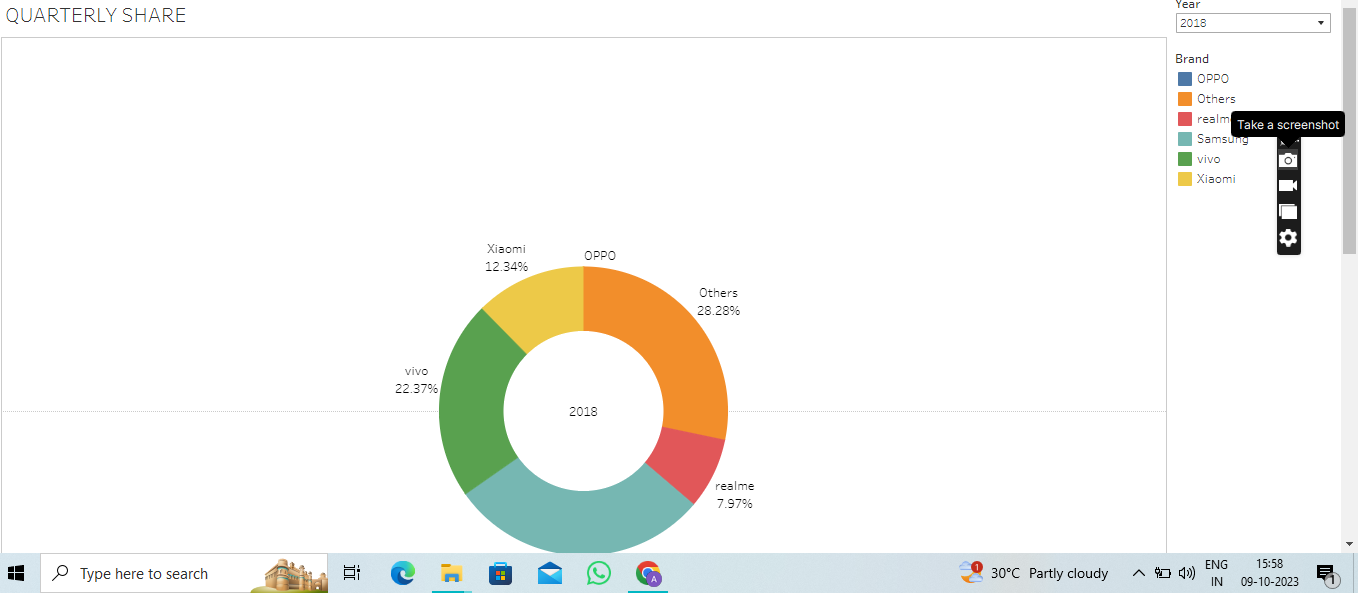 QUARTERLY SHARE
Year
2018
Brand
OPPO
Others
Take a screenshot
Samsung
vivo
Xiaomi
Xiaomi
12.34%
OPPO
Others
28.28%
vivo
22.37%
2018
realme
7.97%
Type here to search
A
1
30°C Partly cloudy
ENG
IN
15:58
09-10-2023
1